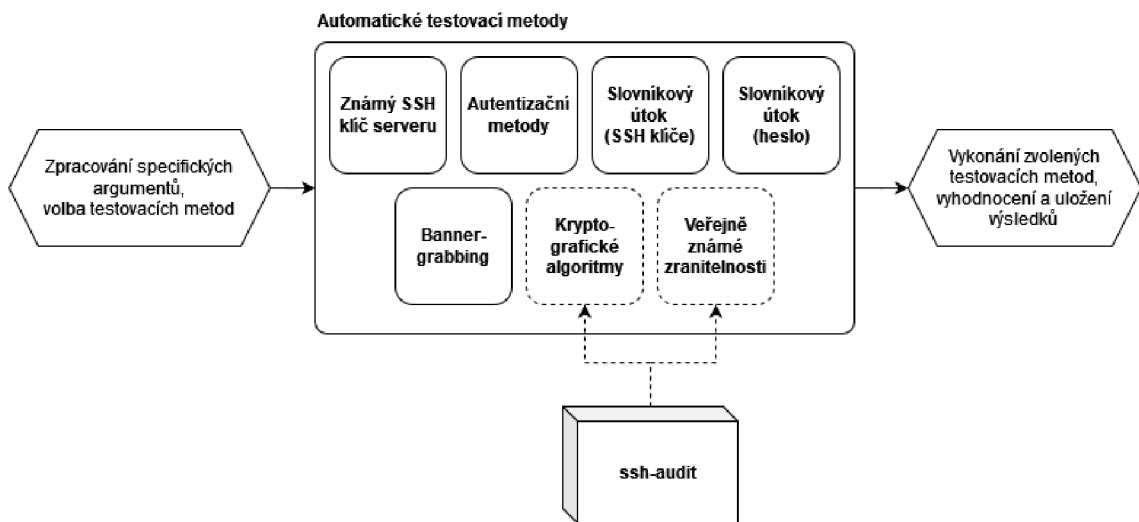 Automatické testovací metody
Známý SSH
klíč serveru
Autentizační
metody
Slovníkový
útok
(SSH klíče)
Slovníkový
útok
(heslo)
Zpracování specifických
argumentů,
volba testovacích metod
Vykonání zvolených
testovacích metod,
vyhodnocení a uložení
výsledků
Banner-
grabbing
Krypto-
grafické
algoritmy
Veřejně
známé
zranitelnosti
ssh-audit